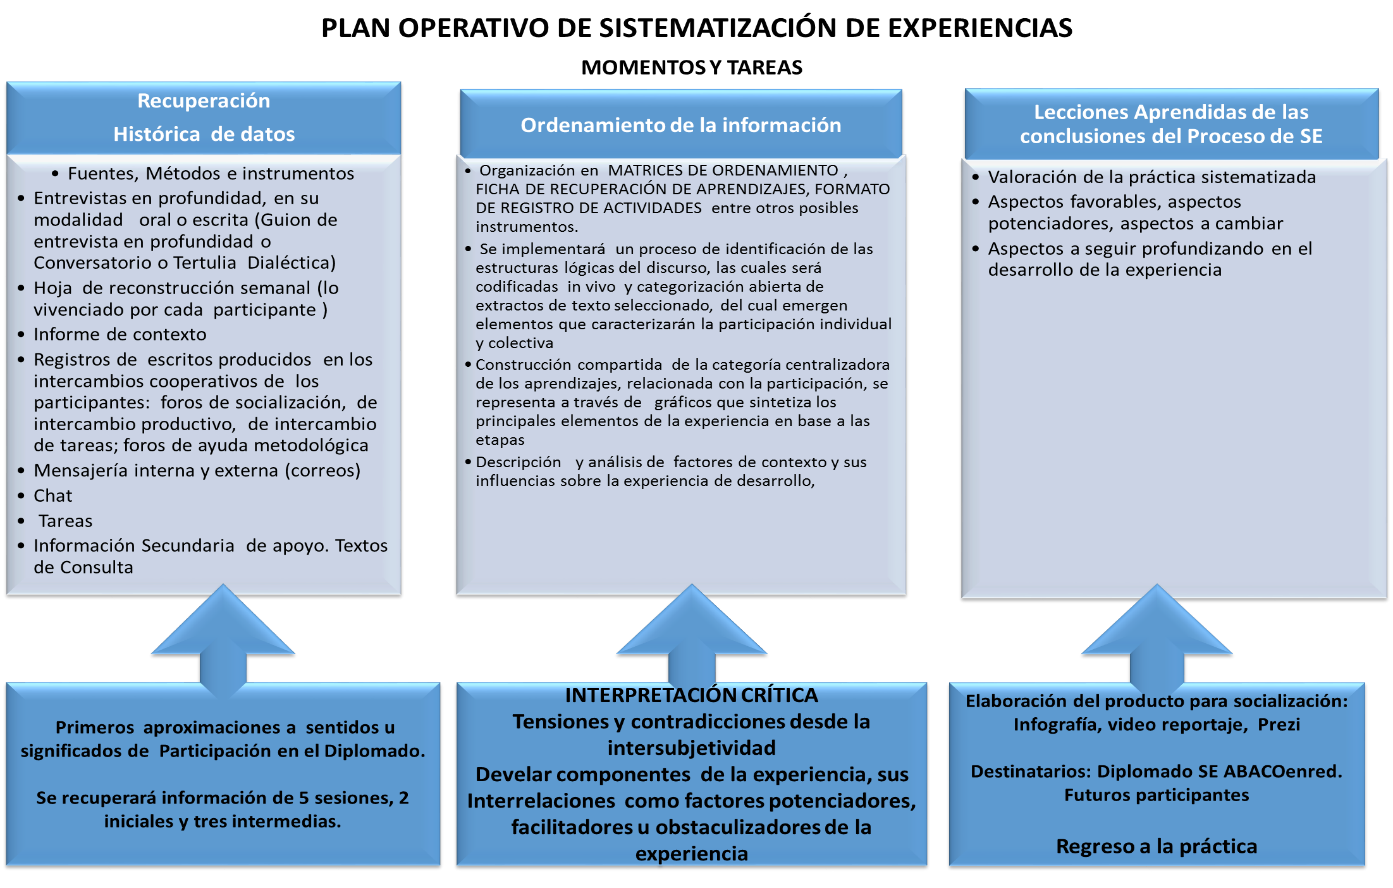 PLAN OPERATIVO DE SISTEMATIZACIÓN DE EXPERIENCIAS
MOMENTOS Y TAREAS
Recuperación
Histórica de datos
• Fuentes, Métodos e instrumentos
• Entrevistas en profundidad, en su
modalidad oral o escrita (Guion de
entrevista en profundidad o
Conversatorio o Tertulia Dialéctica)
• Hoja de reconstrucción semanal (lo
vivenciado por cada participante )
• Informe de contexto
• Registros de escritos producidos en los
intercambios cooperativos de los
participantes: foros de socialización, de
intercambio productivo, de intercambio
de tareas; foros de ayuda metodológica
• Mensajería interna y externa (correos)
• Chat
• Tareas
• Información Secundaria de apoyo. Textos
de Consulta
Primeros aproximaciones a sentidos u
significados de Participación en el Diplomado.
Se recuperará información de 5 sesiones, 2
iniciales y tres intermedias.
Ordenamiento de la información
• Organización en MATRICES DE ORDENAMIENTO ,
FICHA DE RECUPERACIÓN DE APRENDIZAJES, FORMATO
DE REGISTRO DE ACTIVIDADES entre otros posibles
instrumentos.
• Se implementará un proceso de identificación de las
estructuras lógicas del discurso, las cuales será
codificadas in vivo y categorización abierta de
extractos de texto seleccionado, del cual emergen
elementos que caracterizarán la participación individual
y colectiva
• Construcción compartida de la categoría centralizadora
de los aprendizajes, relacionada con la participación, se
representa a través de gráficos que sintetiza los
principales elementos de la experiencia en base a las
etapas
• Descripción y análisis de factores de contexto y sus
influencias sobre la experiencia de desarrollo,
INTERPRETACIÓN CRÍTICA
Tensiones y contradicciones desde la
intersubjetividad
Develar componentes de la experiencia, sus
Interrelaciones como factores potenciadores,
facilitadores u obstaculizadores de la
experiencia
Lecciones Aprendidas de las
conclusiones del Proceso de SE
• Valoración de la práctica sistematizada
• Aspectos favorables, aspectos
potenciadores, aspectos a cambiar
• Aspectos a seguir profundizando en el
desarrollo de la experiencia
Elaboración del producto para socialización:
Infografía, video reportaje, Prezi
Destinatarios: Diplomado SE ABACOenred.
Futuros participantes
Regreso a la práctica